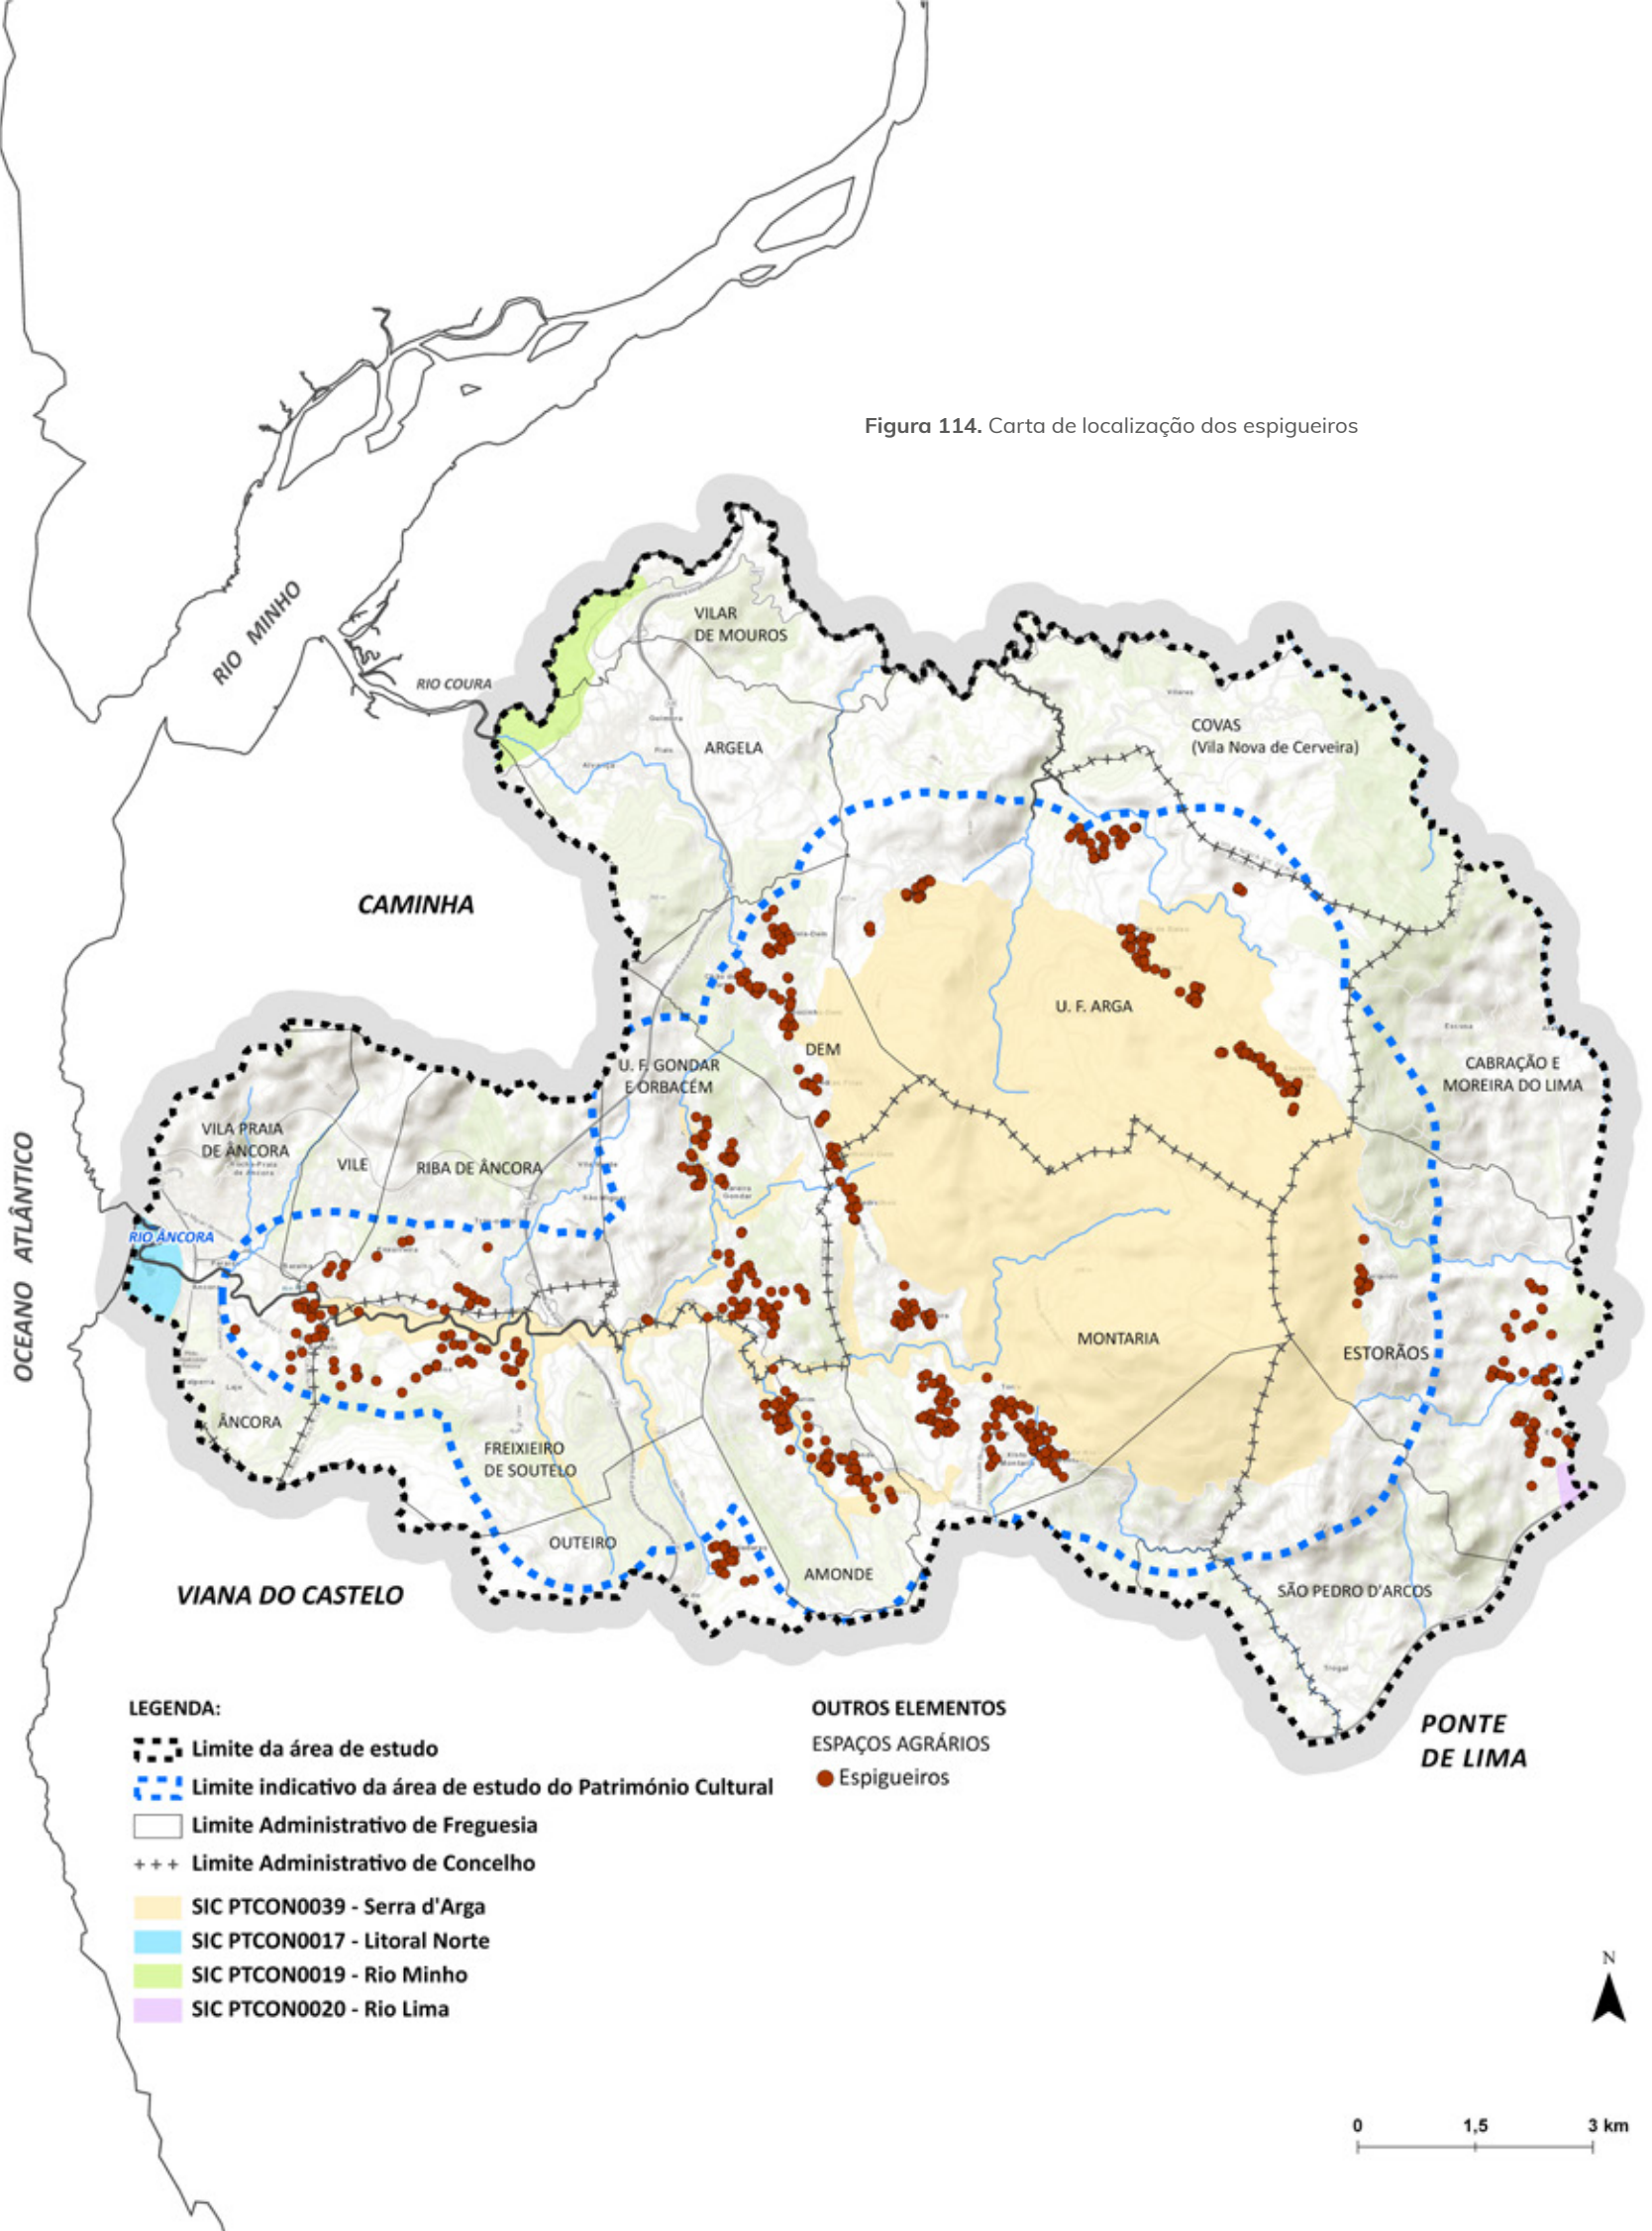 Figura 114. Carta de localização dos espigueiros
RIO MINHO
RIO COURA
VILAR
DE MOUROS
ARGELA
COVAS
(Vila Nova de Cerveira)
CAMINHA
U. F. ARGA
DEM
U. F. GONDAR
E ORBACÉM
CABRAÇÃO E
MOREIRA DO LIMA
VILA PRAIA
DE ÂNCORA
VILE
RIBA DE ÂNCORA
OCEANO ATLÂNTICO
RIO ÂNCORA
MONTARIA
ESTORÃOS
ÂNCORA
FREIXIEIRO
DE SOUTELO
OUTEIRO
AMONDE
SÃO PEDRO D'ARCOS
VIANA DO CASTELO
PONTE
DE LIMA
LEGENDA:
Limite da área de estudo
Limite indicativo da área de estudo do Património Cultural
Limite Administrativo de Freguesia
Limite Administrativo de Concelho
SIC PTCON0039 - Serra d'Arga
SIC PTCON0017 - Litoral Norte
SIC PTCON0019 - Rio Minho
SIC PTCON0020 - Rio Lima
OUTROS ELEMENTOS
ESPAÇOS AGRÁRIOS
Espigueiros
N
0 1,5 3 km